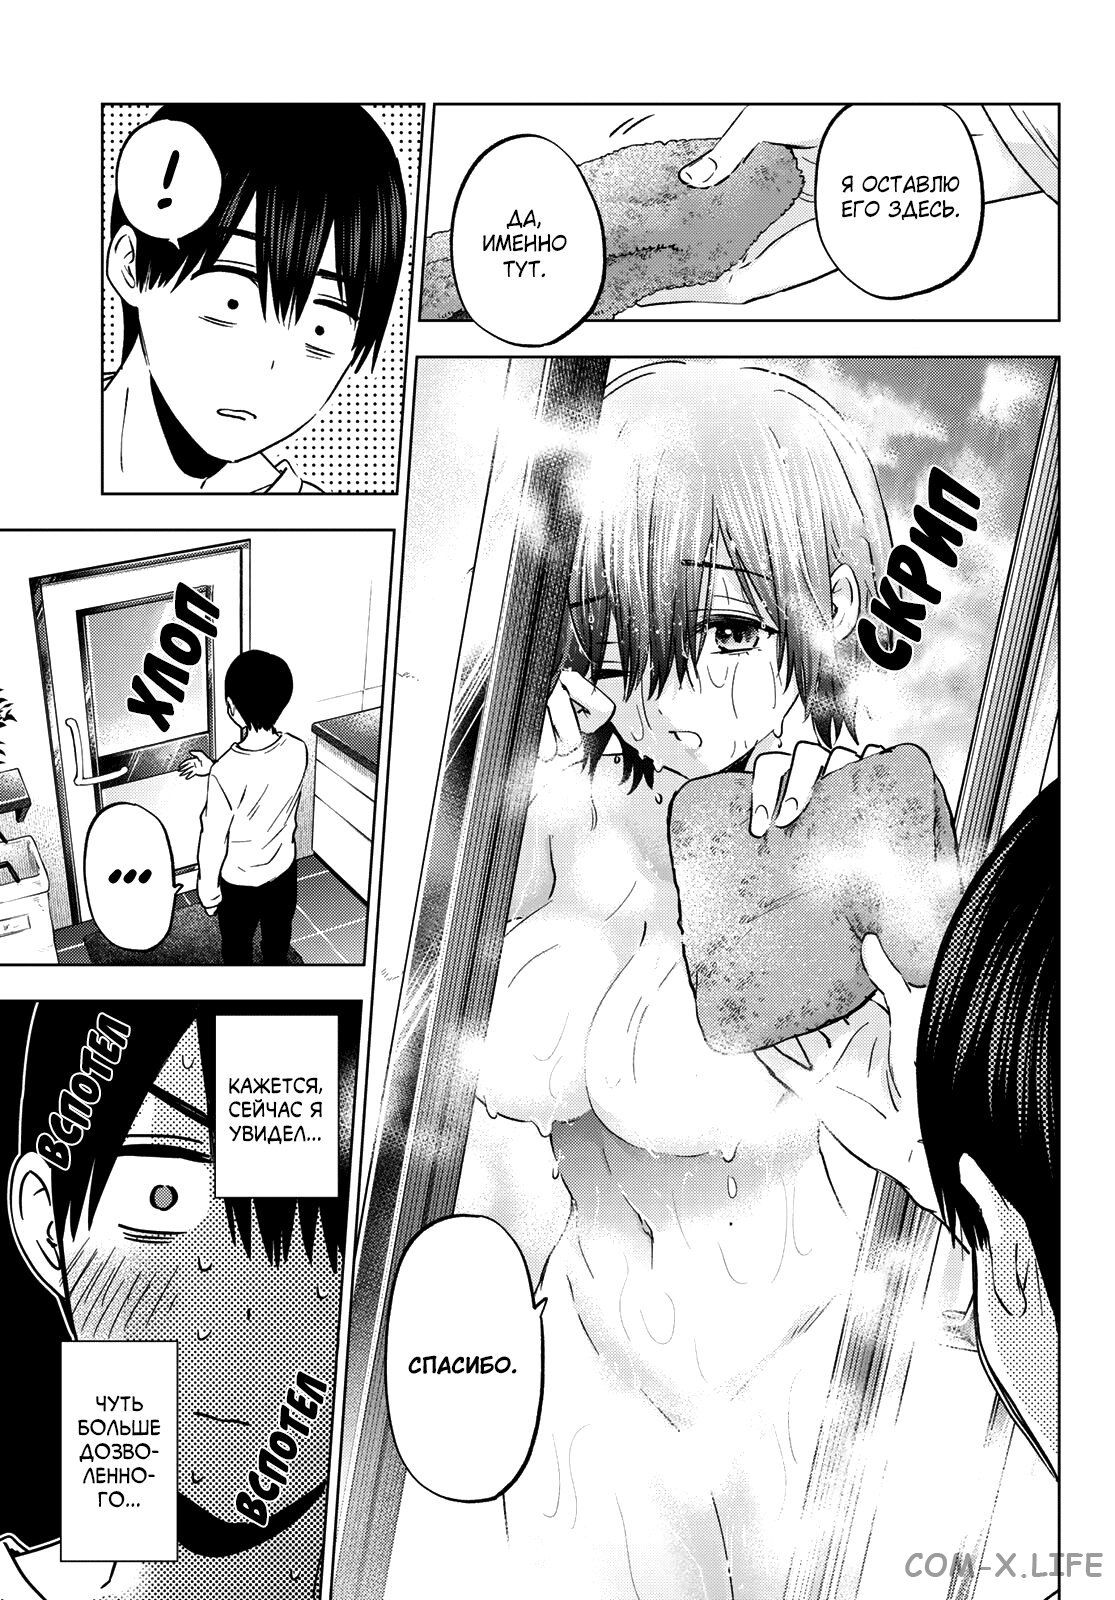 Я ОСТАВЛЮ
ЕГО ЗДЕСЬ.
ДА,
ИМЕННО
ТУТ.
!
СКРИП
СПАСИБО.
ХЛОП
...
ВСПОТЕЛ
КАЖЕТСЯ,
СЕЙЧАС Я
УВИДЕЛ...
ЧУТЬ
БОЛЬШЕ
ДОЗВО-
ЛЕННО-
ГО...
ВСПОТЕЛ
COM-X.LIFE